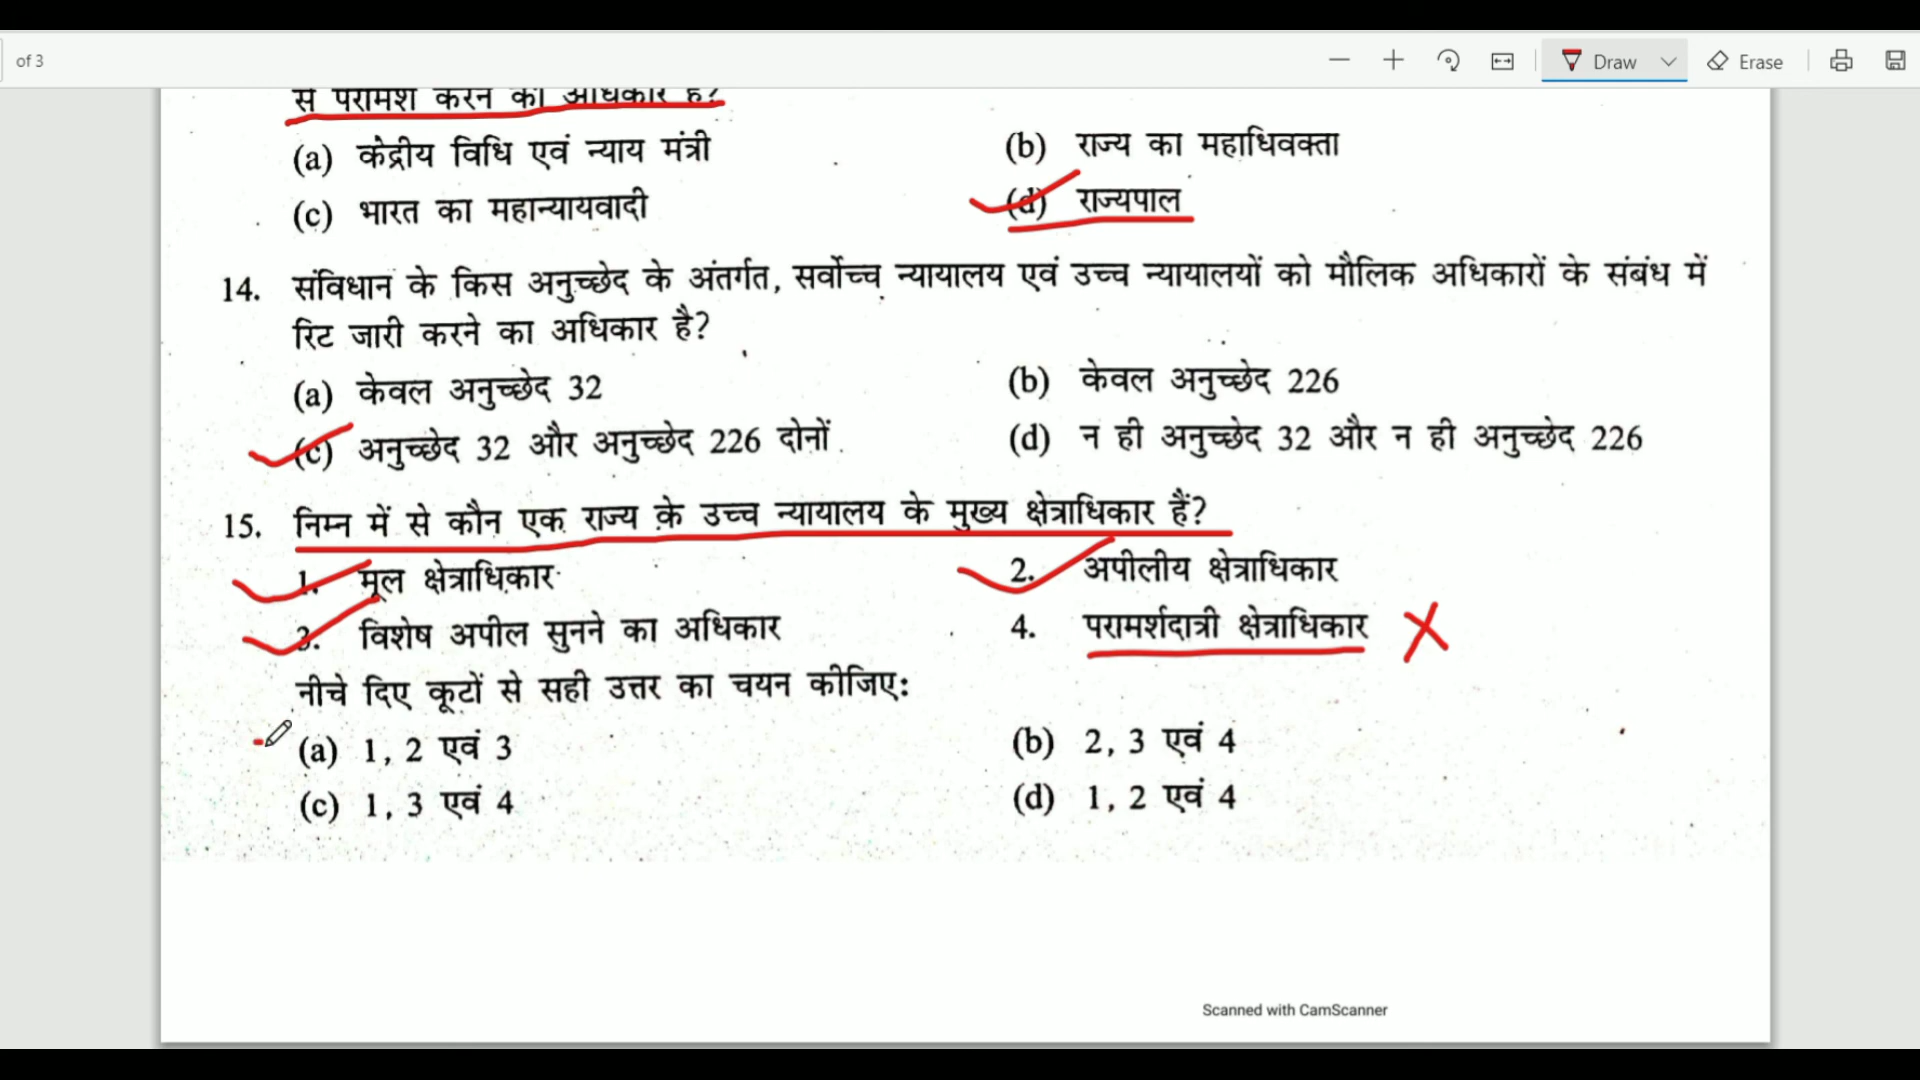 of 3
Draw
Erase
से परामर्श करने का अधिकार है?
(a) केंद्रीय विधि एवं न्याय मंत्री
(b) राज्य का महाधिवक्ता
(c) भारत का महान्यायवादी
(d) राज्यपाल
14. संविधान के किस अनुच्छेद के अंतर्गत, सर्वोच्च न्यायालय एवं उच्च न्यायालयों को मौलिक अधिकारों के संबंध में
रिट जारी करने का अधिकार है?
(a) केवल अनुच्छेद 32
(b) केवल अनुच्छेद 226
(c) अनुच्छेद 32 और अनुच्छेद 226 दोनों
(d) न ही अनुच्छेद 32 और न ही अनुच्छेद 226
15. निम्न में से कौन एक राज्य के उच्च न्यायालय के मुख्य क्षेत्राधिकार हैं?
1. मूल क्षेत्राधिकार
2. अपीलीय क्षेत्राधिकार
3. विशेष अपील सुनने का अधिकार
4. परामर्शदात्री क्षेत्राधिकार
नीचे दिए कूटों से सही उत्तर का चयन कीजिए:
(a) 1, 2 एवं 3
(b) 2, 3 एवं 4
(c) 1, 3 एवं 4
(d) 1, 2 एवं 4
Scanned with CamScanner